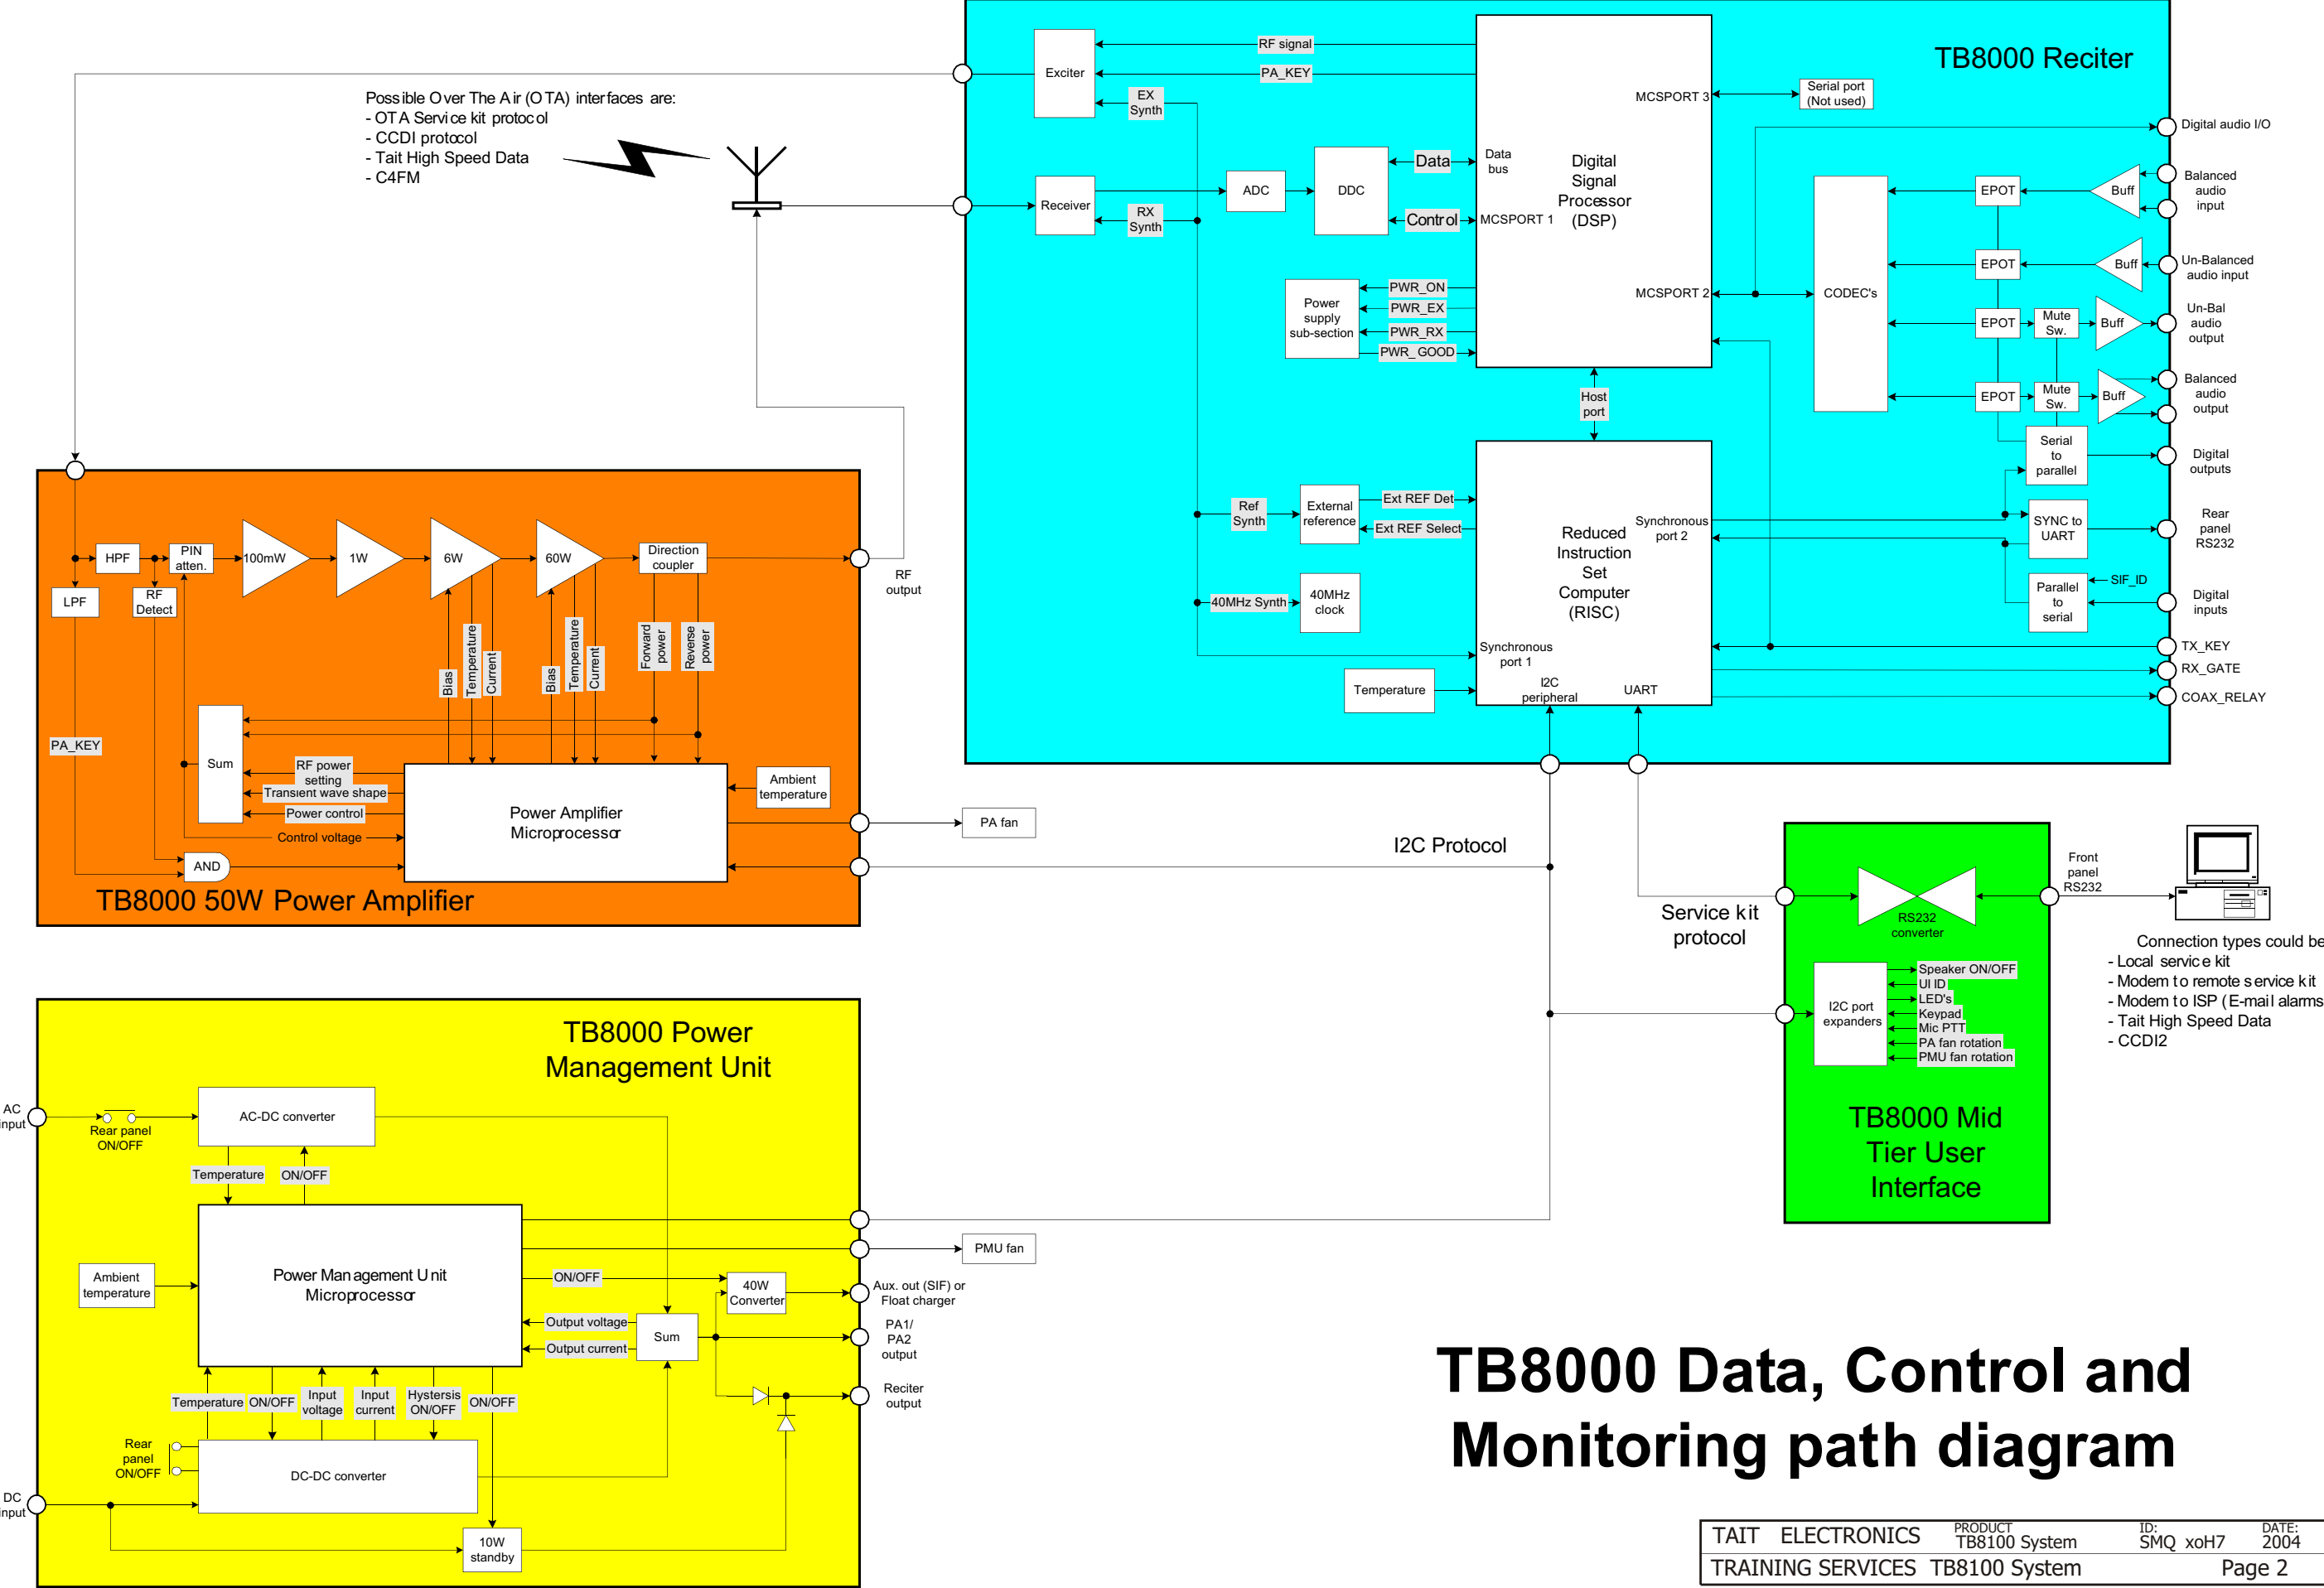 TB8000 Reciter
Exciter
RF signal
PA_KEY
EX
Synth
Receiver
RX
Synth
ADC
DDC
Data
Control
Data
bus
MCSPORT 1
Digital
Signal
Processor
(DSP)
MCSPORT 3
MCSPORT 2
Serial port
(Not used)
Power
supply
sub-section
PWR_ON
PWR_EX
PWR_RX
PWR_GOOD
CODEC's
EPOT
Buff
EPOT
Buff
EPOT
Mute
Sw.
Buff
EPOT
Mute
Sw.
Buff
Digital audio I/O
Balanced
audio
input
Un-Balanced
audio input
Un-Bal
audio
output
Balanced
audio
output
Digital
outputs
Rear
panel
RS232
Digital
inputs
TX_KEY
RX_GATE
COAX_RELAY
Serial
to
parallel
SYNC to
UART
Parallel
to
serial
SIF_ID
Host
port
Ref
Synth
External
reference
Ext REF Det
Ext REF Select
40MHz Synth
40MHz
clock
Temperature
Synchronous
port 1
Synchronous
port 2
Reduced
Instruction
Set
Computer
(RISC)
I2C
peripheral
UART
Possible Over The Air (OTA) interfaces are:
- OTA Service kit protocol
- CCDI protocol
- Tait High Speed Data
- C4FM
HPF
PIN
atten.
100mW
1W
6W
60W
Direction
coupler
RF
output
LPF
RF
Detect
Bias
Temperature
Current
Bias
Temperature
Current
Forward
power
Reverse
power
PA_KEY
Sum
RF power
setting
Transient wave shape
Power control
Control voltage
AND
Power Amplifier
Microprocessor
Ambient
temperature
PA fan
TB8000 50W Power Amplifier
I2C Protocol
Service kit
protocol
RS232
converter
Front
panel
RS232
I2C port
expanders
Speaker ON/OFF
UI ID
LED's
Keypad
Mic PTT
PA fan rotation
PMU fan rotation
TB8000 Mid
Tier User
Interface
Connection types could be
- Local service kit
- Modem to remote service kit
- Modem to ISP (E-mail alarms
- Tait High Speed Data
- CCDI2
TB8000 Power
Management Unit
AC
input
Rear panel
ON/OFF
AC-DC converter
Temperature
ON/OFF
Ambient
temperature
Power Management Unit
Microprocessor
PMU fan
ON/OFF
40W
Converter
Aux. out (SIF) or
Float charger
Output voltage
Output current
Sum
PA1/
PA2
output
Reciter
output
Temperature
ON/OFF
Input
voltage
Input
current
Hystersis
ON/OFF
ON/OFF
Rear
panel
ON/OFF
DC-DC converter
DC
input
10W
standby
TB8000 Data, Control and
Monitoring path diagram
TAIT ELECTRONICS PRODUCT TB8100 System ID: SMQ xoH7 DATE: 2004
TRAINING SERVICES TB8100 System Page 2